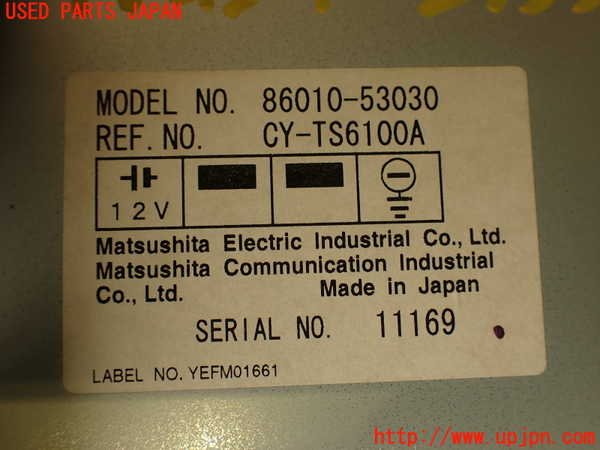 USED PARTS JAPAN
MODEL NO. 86010-53030
REF. NO. CY-TS6100A
12V
Matsushita Electric Industrial Co., Ltd.
Matsushita Communication Industrial
Co., Ltd. Made in Japan
SERIAL NO. 11169
LABEL NO. YEFM01661
http://www.upjpn.com/